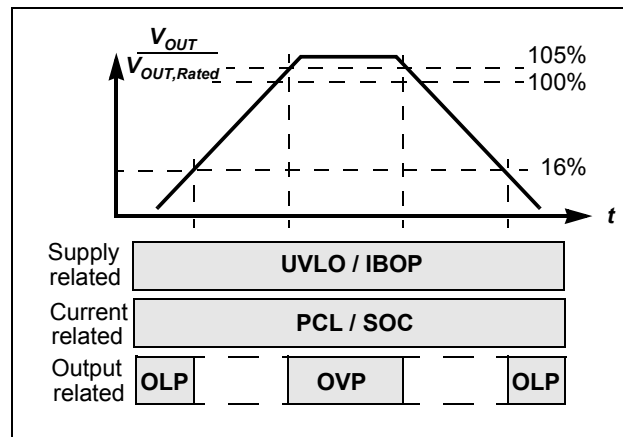 V_OUT
V_OUT,Rated
105%
100%
16%
t
Supply related
UVLO / IBOP
Current related
PCL / SOC
Output related
OLP
OVP
OLP